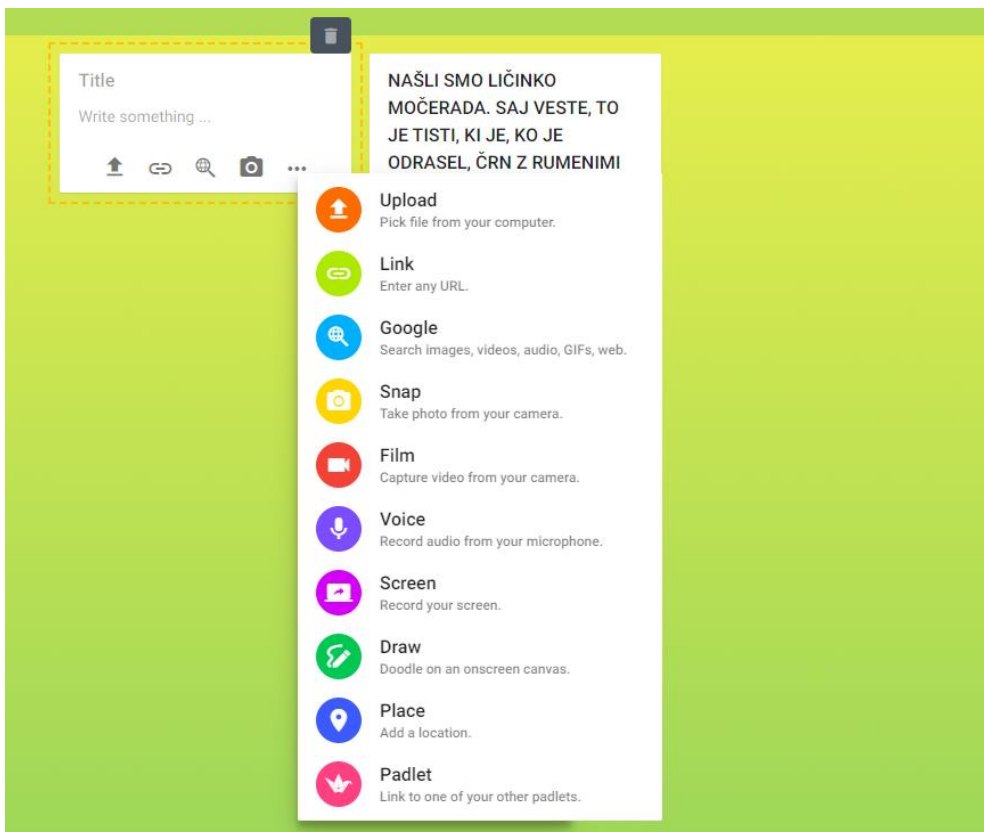 Title
Write something ...
NAŠLI SMO LIČINKO
MOČERADA. SAJ VESTE, TO
JE TISTI, KI JE, KO JE
ODRASEL, ČRN Z RUMENIMI
Upload
Pick file from your computer.
Link
Enter any URL.
Google
Search images, videos, audio, GIFs, web.
Snap
Take photo from your camera.
Film
Capture video from your camera.
Voice
Record audio from your microphone.
Screen
Record your screen.
Draw
Doodle on an onscreen canvas.
Place
Add a location.
Padlet
Link to one of your other padlets.